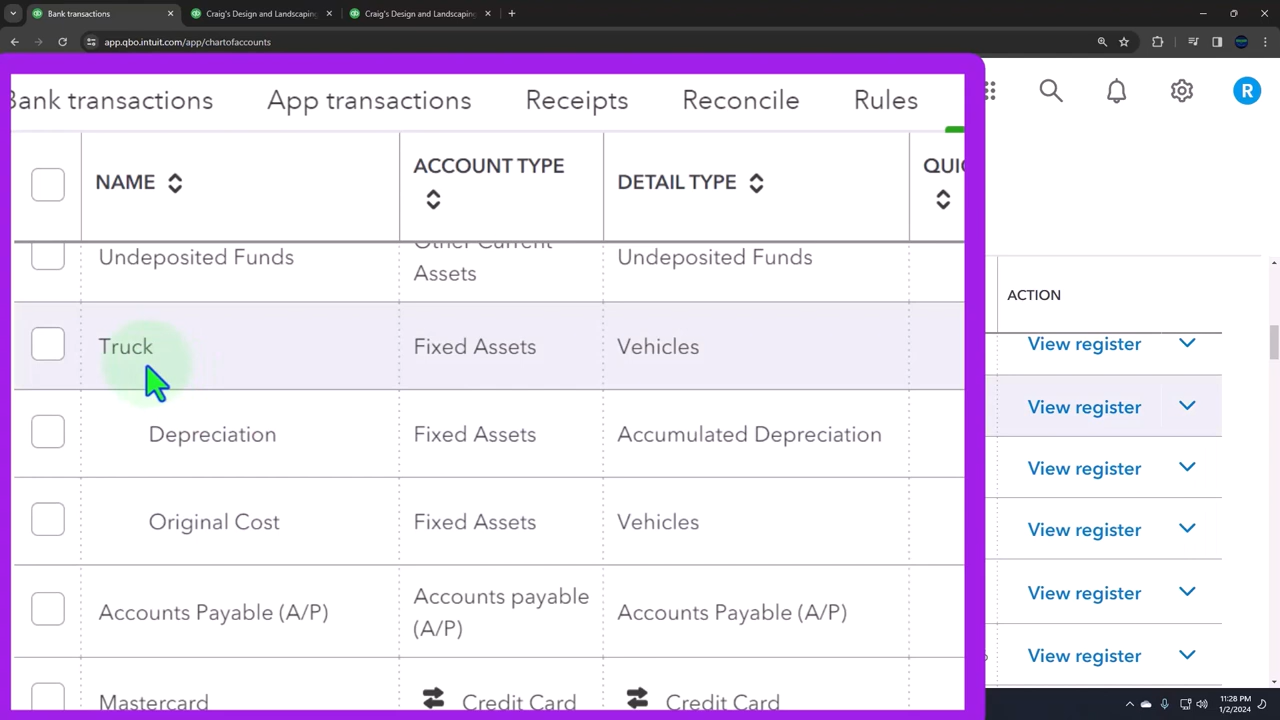 Bank transactions
Craig's Design and Landscaping
Craig's Design and Landscaping
app.qbo.intuit.com/app/chartofaccounts
Bank transactions App transactions Receipts Reconcile Rules
R
NAME ACCOUNT TYPE DETAIL TYPE QUIC
ACTION
Undeposited Funds Other Current Assets Undeposited Funds
View register
Truck Fixed Assets Vehicles
View register
Depreciation Fixed Assets Accumulated Depreciation
View register
Original Cost Fixed Assets Vehicles
View register
Accounts Payable (A/P) Accounts payable (A/P) Accounts Payable (A/P)
View register
Mastercard Credit Card Credit Card
View register
11:28 PM
1/2/2024